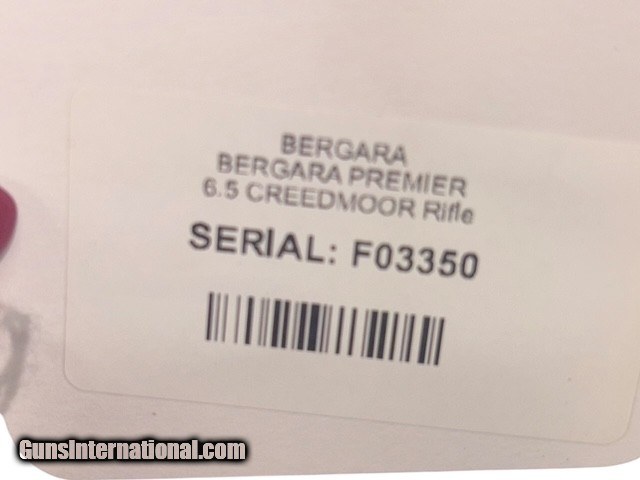 BERGARA
BERGARA PREMIER
6.5 CREEDMOOR Rifle
SERIAL: F03350
GunsInternational.com